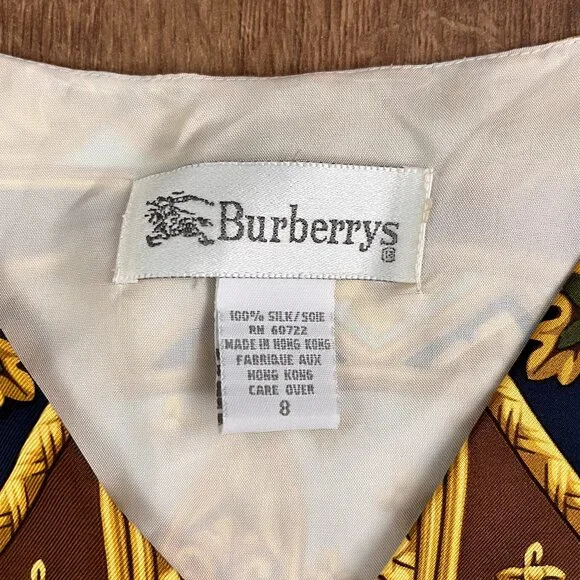 Burberrys
®
100% SILK/SOIE
RN 60722
MADE IN HONG KONG
FABRIQUE AUX
HONG KONG
CARE OVER
8